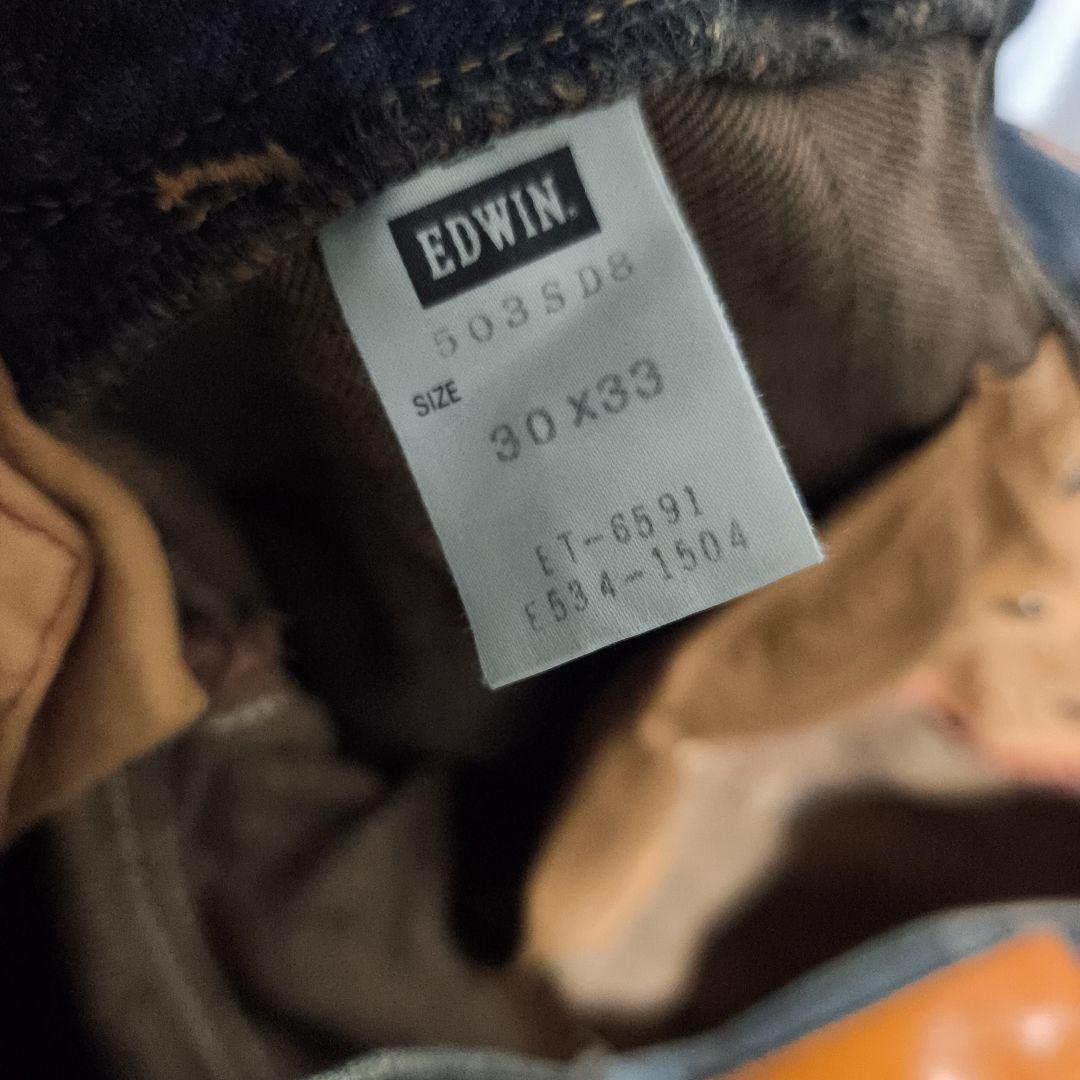 EDWIN.
503SD8
SIZE
30X33
ET-6591
E534-1504